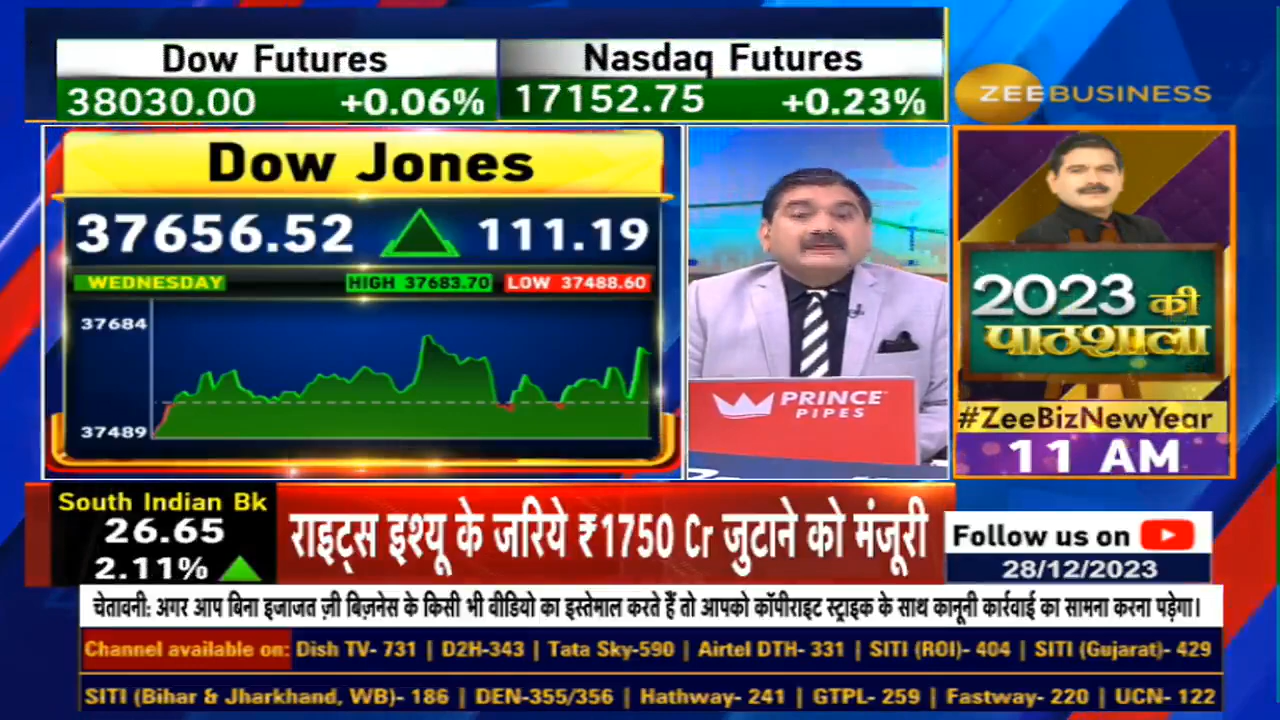 Dow Futures
38030.00 +0.06%
Nasdaq Futures
17152.75 +0.23%
ZEEBUSINESS
Dow Jones
37656.52 111.19
WEDNESDAY HIGH 37683.70 LOW 37488.60
37684
37489
PRINCE
PIPES
2023 की
पाठशाला
#ZeeBizNewYear
11 AM
South Indian Bk
26.65
2.11%
राइट्स इश्यू के जरिये ₹1750 Cr जुटाने को मंजूरी
Follow us on
28/12/2023
चेतावनी: अगर आप बिना इजाजत ज़ी बिज़नेस के किसी भी वीडियो का इस्तेमाल करते हैं तो आपको कॉपीराइट स्ट्राइक के साथ कानूनी कार्रवाई का सामना करना पड़ेगा।
Channel available on: Dish TV- 731 | D2H-343 | Tata Sky-590 | Airtel DTH- 331 | SITI (ROI)- 404 | SITI (Gujarat)- 429
SITI (Bihar & Jharkhand, WB)- 186 | DEN-355/356 | Hathway- 241 | GTPL- 259 | Fastway- 220 | UCN- 122